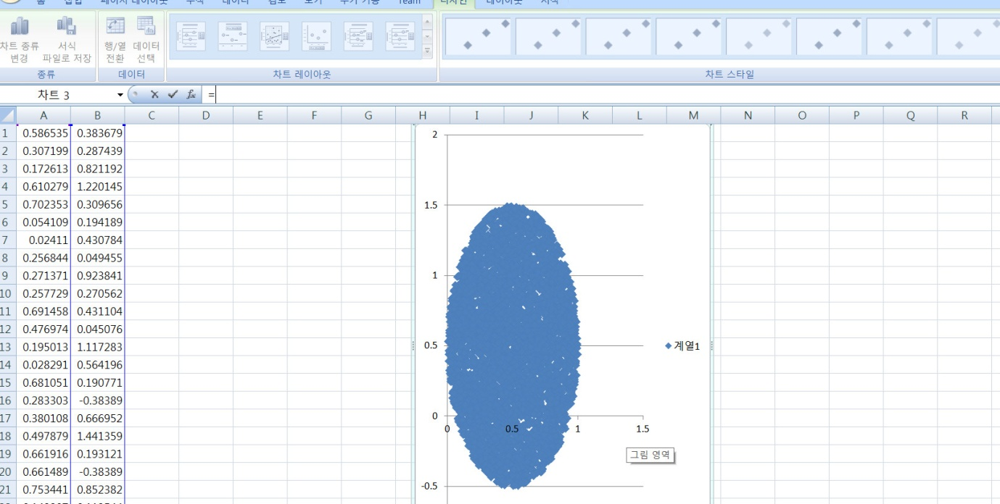 홈 삽입 페이지 레이아웃 수식 데이터 검토 보기 추가 기능 Team 디자인 레이아웃 서식
차트 종류 변경 서식 파일로 저장 행/열 전환 데이터 선택
종류 데이터 차트 레이아웃 차트 스타일
차트 3 fx =
A B C D E F G H I J K L M N O P Q R
1 0.586535 0.383679
2 0.307199 0.287439
3 0.172613 0.821192
4 0.610279 1.220145
5 0.702353 0.309656
6 0.054109 0.194189
7 0.02411 0.430784
8 0.256844 0.049455
9 0.271371 0.923841
10 0.257729 0.270562
11 0.691458 0.431104
12 0.476974 0.045076
13 0.195013 1.117283
14 0.028291 0.564196
15 0.681051 0.190771
16 0.283303 -0.38389
17 0.380108 0.666952
18 0.497879 1.441359
19 0.661916 0.193121
20 0.661489 -0.38389
21 0.753441 0.852382
2
1.5
1
0.5
0
-0.5
0 0.5 1 1.5
계열1
그림 영역